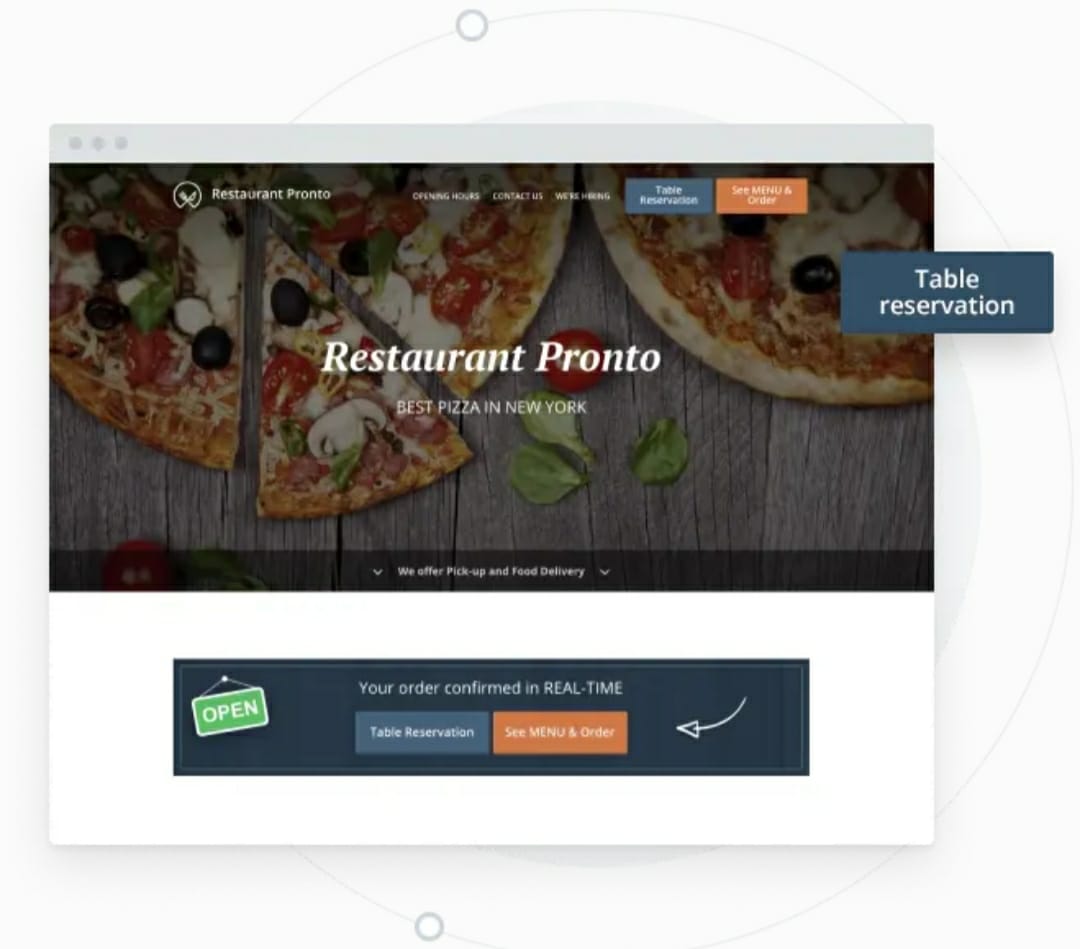 Restaurant Pronto
OPENING HOURS
CONTACT US
WE'RE HIRING
Table
Reservation
See MENU &
Order
Table
reservation
Restaurant Pronto
BEST PIZZA IN NEW YORK
We offer Pick-up and Food Delivery
OPEN
Your order confirmed in REAL-TIME
Table Reservation
See MENU & Order